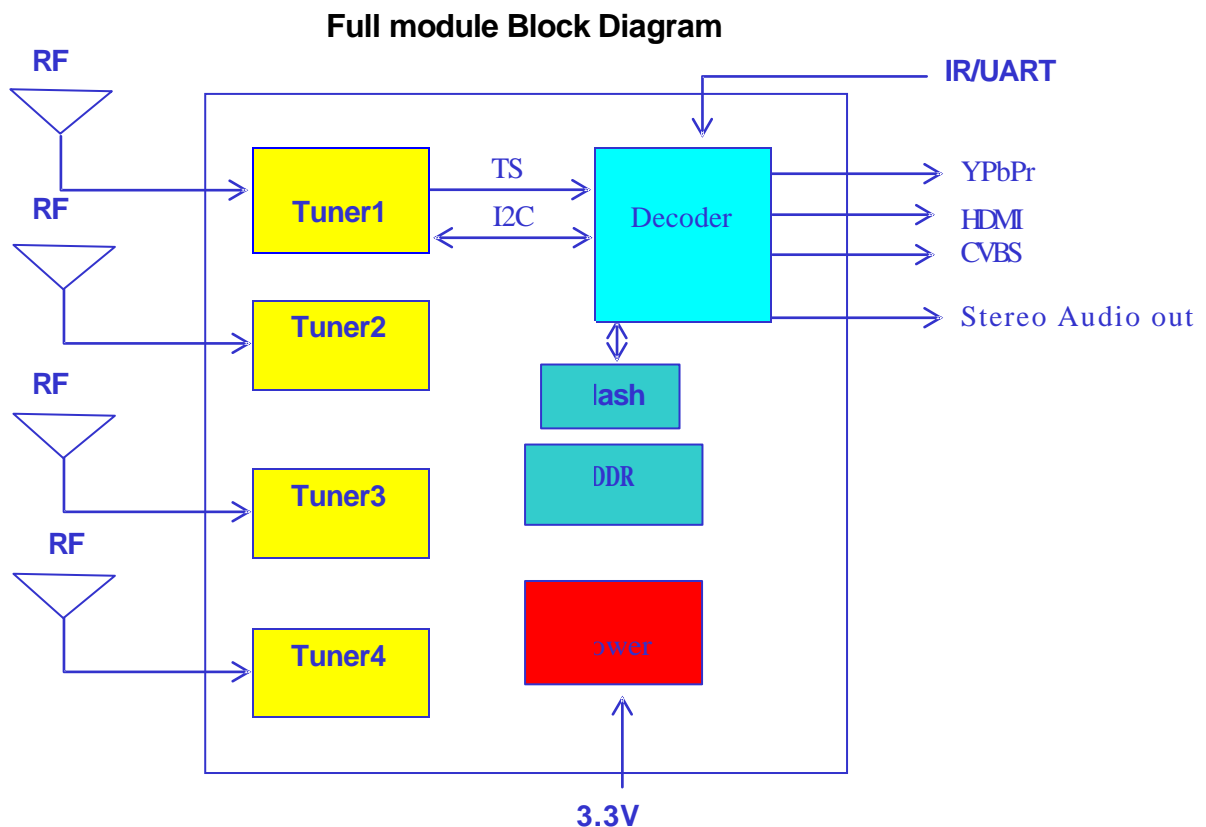 Full module Block Diagram
RF
IR/UART
TS
YPbPr
Tuner1
I2C
Decoder
HDMI
RF
CVBS
Tuner2
Stereo Audio out
RF
lash
DDR
Tuner3
RF
ower
Tuner4
3.3V